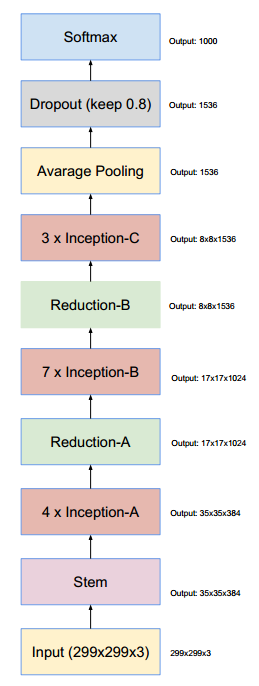 Softmax
Output: 1000
Dropout (keep 0.8)
Output: 1536
Avarage Pooling
Output: 1536
3 x Inception-C
Output: 8x8x1536
Reduction-B
Output: 8x8x1536
7 x Inception-B
Output: 17x17x1024
Reduction-A
Output: 17x17x1024
4 x Inception-A
Output: 35x35x384
Stem
Output: 35x35x384
Input (299x299x3)
299x299x3